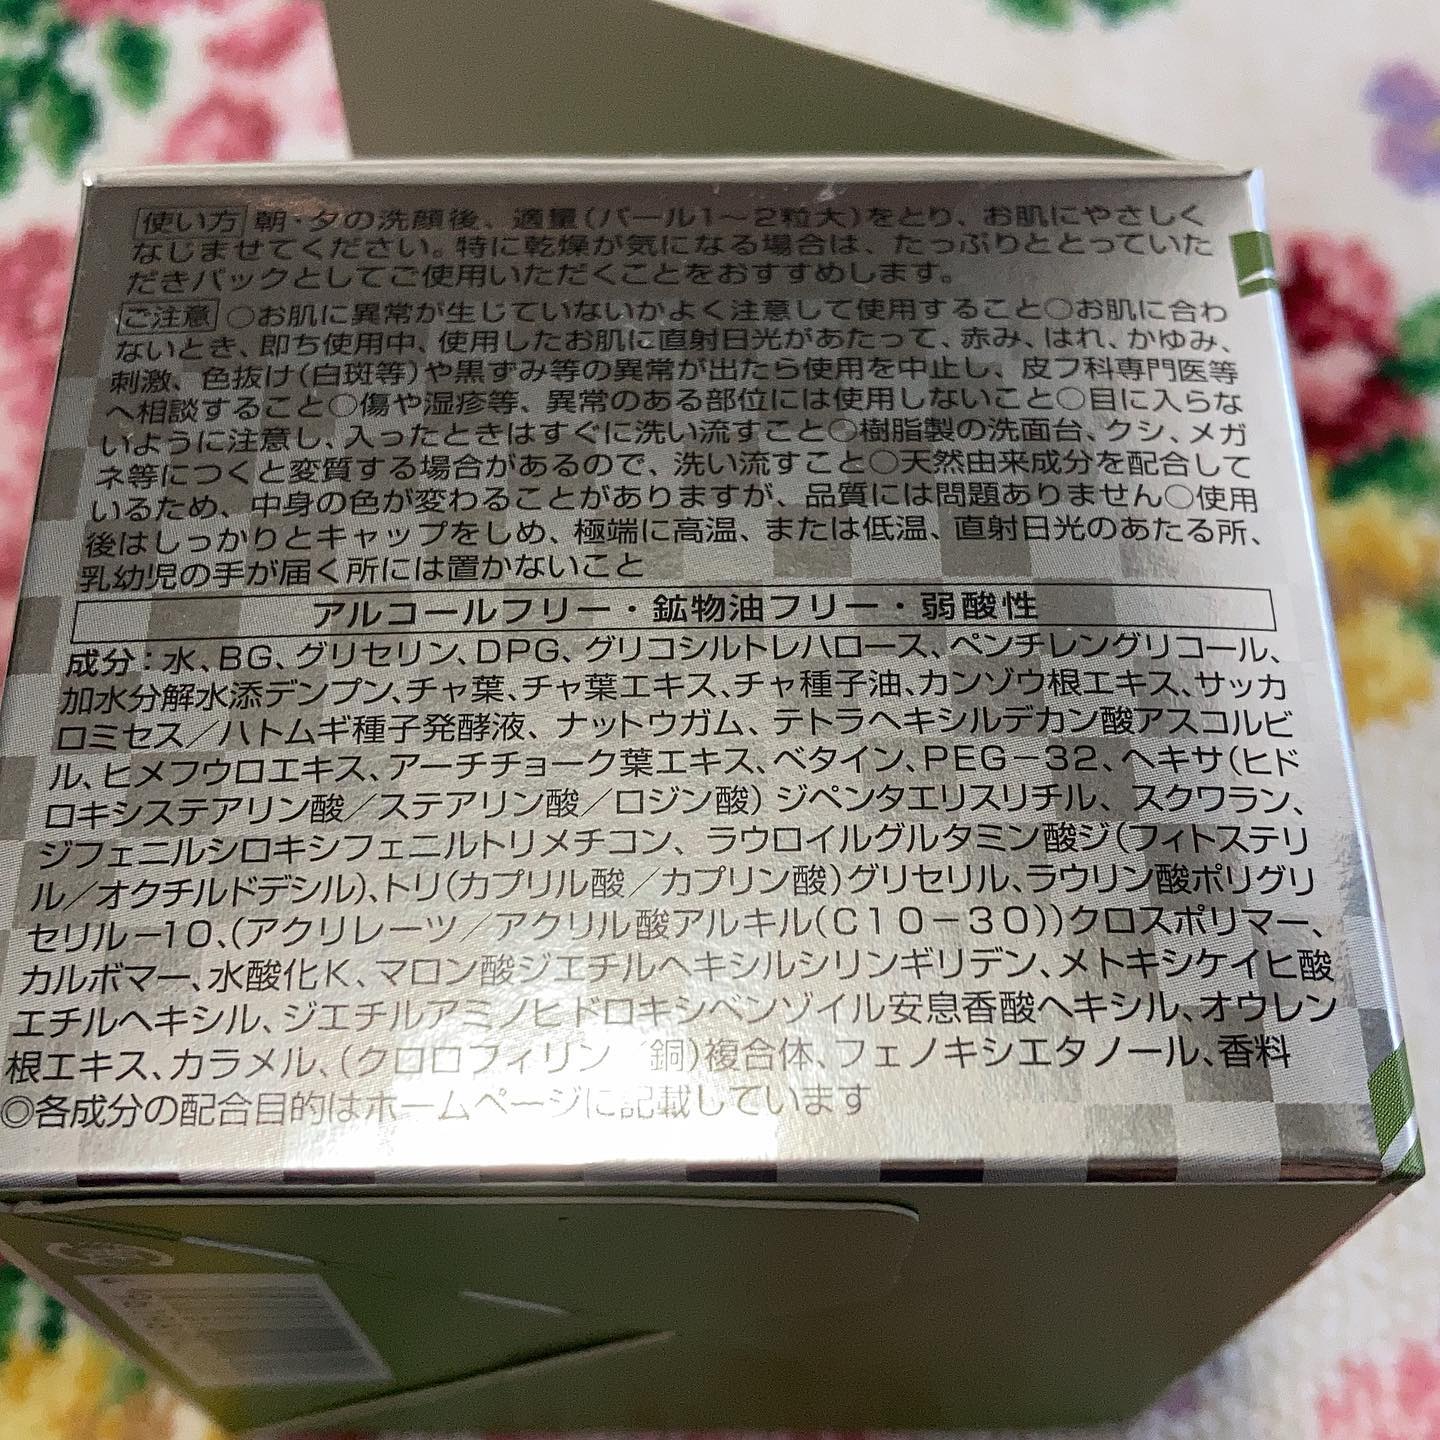 使い方 朝・夕の洗顔後、適量(パール1～2粒大)をとり、お肌にやさしく
なじませてください。特に乾燥が気になる場合は、たっぷりととっていた
だきパックとしてご使用いただくことをおすすめします。
ご注意 ○お肌に異常が生じていないかよく注意して使用すること○お肌に合わ
ないとき、即ち使用中、使用したお肌に直射日光があたって、赤み、はれ、かゆみ、
刺激、色抜け(白斑等)や黒ずみ等の異常が出たら使用を中止し、皮フ科専門医等
へ相談すること○傷や湿疹等、異常のある部位には使用しないこと○目に入らな
いように注意し、入ったときはすぐに洗い流すこと○樹脂製の洗面台、クシ、メガ
ネ等につくと変質する場合があるので、洗い流すこと○天然由来成分を配合して
いるため、中身の色が変わることがありますが、品質には問題ありません○使用
後はしっかりとキャップをしめ、極端に高温、または低温、直射日光のあたる所、
乳幼児の手が届く所には置かないこと
アルコールフリー・鉱物油フリー・弱酸性
成分：水、BG、グリセリン、DPG、グリコシルトレハロース、ペンチレングリコール、
加水分解水添デンプン、チャ葉、チャ葉エキス、チャ種子油、カンゾウ根エキス、サッカ
ロミセス／ハトムギ種子発酵液、ナットウガム、テトラヘキシルデカン酸アスコルビ
ル、ヒメフウロエキス、アーチチョーク葉エキス、ベタイン、PEG－32、ヘキサ(ヒド
ロキシステアリン酸／ステアリン酸／ロジン酸)ジペンタエリスリチル、スクワラン、
ジフェニルシロキシフェニルトリメチコン、ラウロイルグルタミン酸ジ(フィトステリ
ル／オクチルドデシル)、トリ(カプリル酸／カプリン酸)グリセリル、ラウリン酸ポリグリ
セリル－10、(アクリレーツ／アクリル酸アルキル(C10－30))クロスポリマー、
カルボマー、水酸化K、マロン酸ジエチルヘキシルシリンギリデン、メトキシケイヒ酸
エチルヘキシル、ジエチルアミノヒドロキシベンゾイル安息香酸ヘキシル、オウレン
根エキス、カラメル、(クロロフィリン／銅)複合体、フェノキシエタノール、香料
◎各成分の配合目的はホームページに記載しています